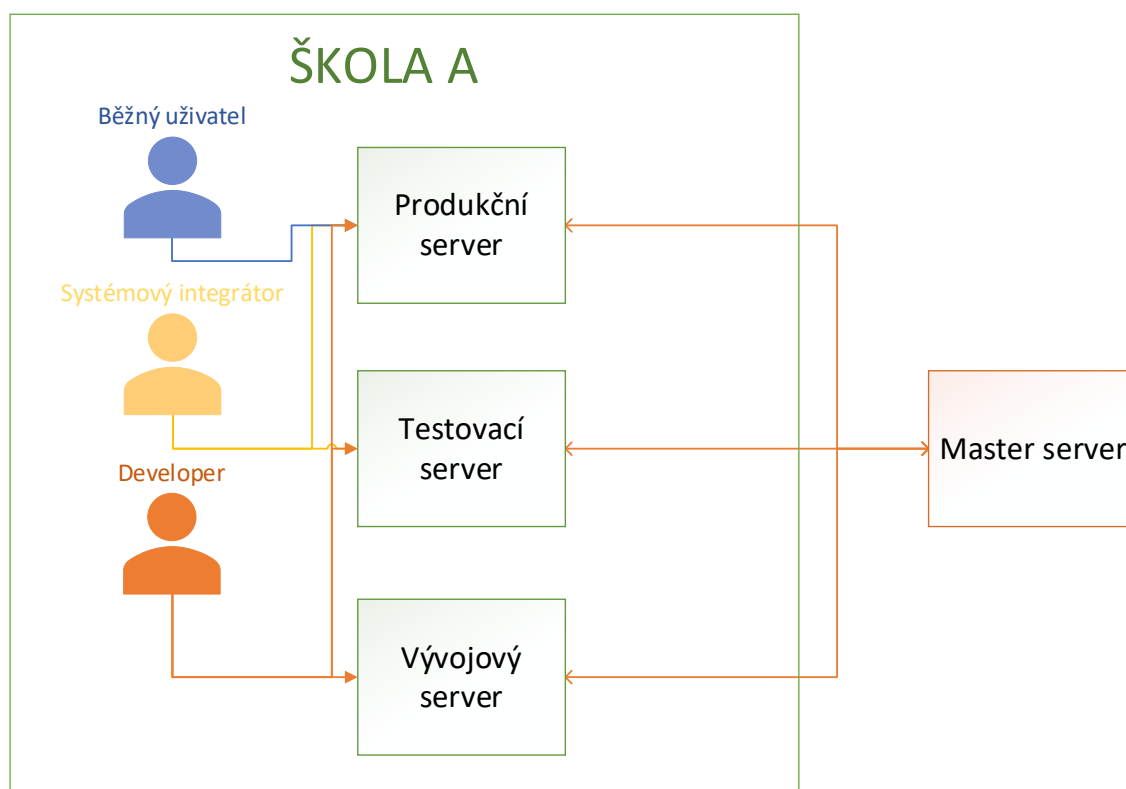 ŠKOLA A
Běžný uživatel
Produkční
server
Systémový integrátor
Testovací
server
Master server
Developer
Vývojový
server